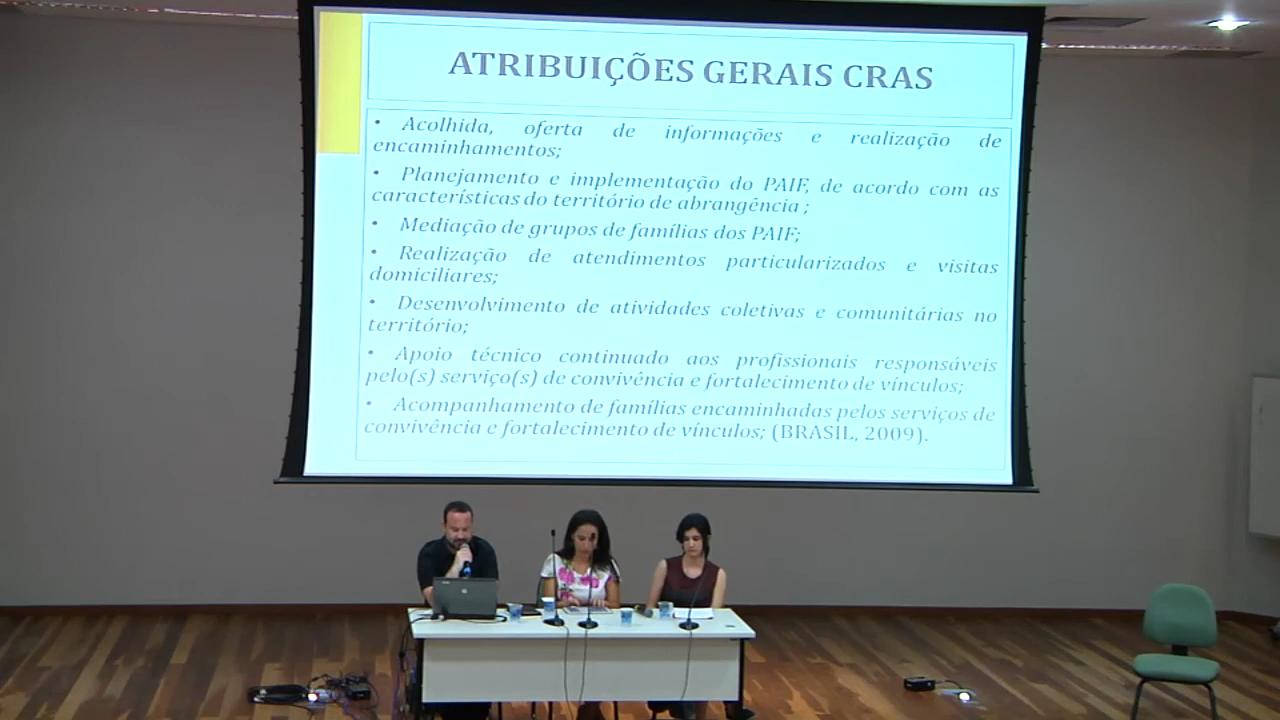 ATRIBUIÇÕES GERAIS CRAS
• Acolhida, oferta de informações e realização de
encaminhamentos;
• Planejamento e implementação do PAIF, de acordo com as
características do território de abrangência ;
• Mediação de grupos de famílias dos PAIF;
• Realização de atendimentos particularizados e visitas
domiciliares;
• Desenvolvimento de atividades coletivas e comunitárias no
território;
• Apoio técnico continuado aos profissionais responsáveis
pelo(s) serviço(s) de convivência e fortalecimento de vínculos;
• Acompanhamento de famílias encaminhadas pelos serviços de
convivência e fortalecimento de vínculos; (BRASIL, 2009).